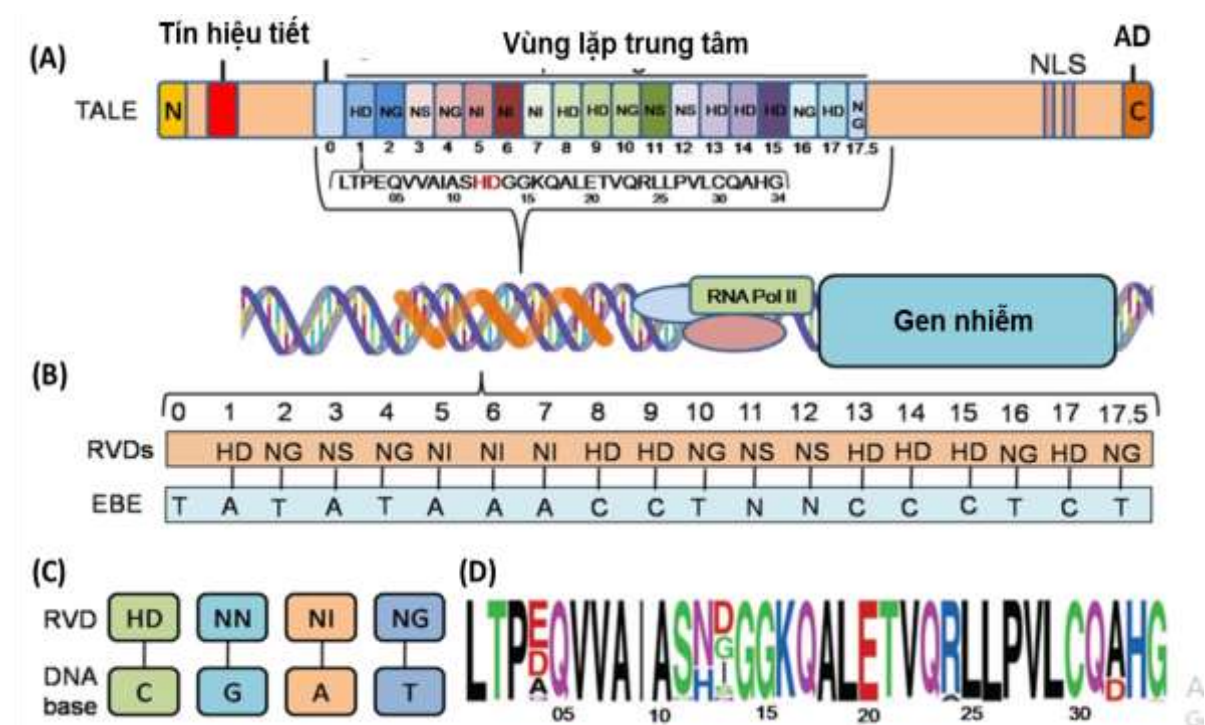 Tín hiệu tiết
Vùng lặp trung tâm
AD
(A)
NLS
TALE
N
HD NG NS NG NI NI NI HD HD NG NS NS HD HD HD NG HD NG
C
0 1 2 3 4 5 6 7 8 9 10 11 12 13 14 15 16 17 17.5
LTPEQVVAIASHDGGKQALETVQRLLPVLCQAHG
05 10 15 20 25 30 34
RNA Pol II
Gen nhiễm
(B)
0 1 2 3 4 5 6 7 8 9 10 11 12 13 14 15 16 17 17.5
RVDs HD NG NS NG NI NI NI HD HD NG NS NS HD HD HD NG HD NG
EBE T A T A T A A A C C T N N C C C T C T
(C)
(D)
RVD HD NN NI NG
DNA base C G A T
LTPEQVVAIASNDGGKQALETVQRLLPVLCQAHG
D H G D
A I
05 10 15 20 25 30
A
G